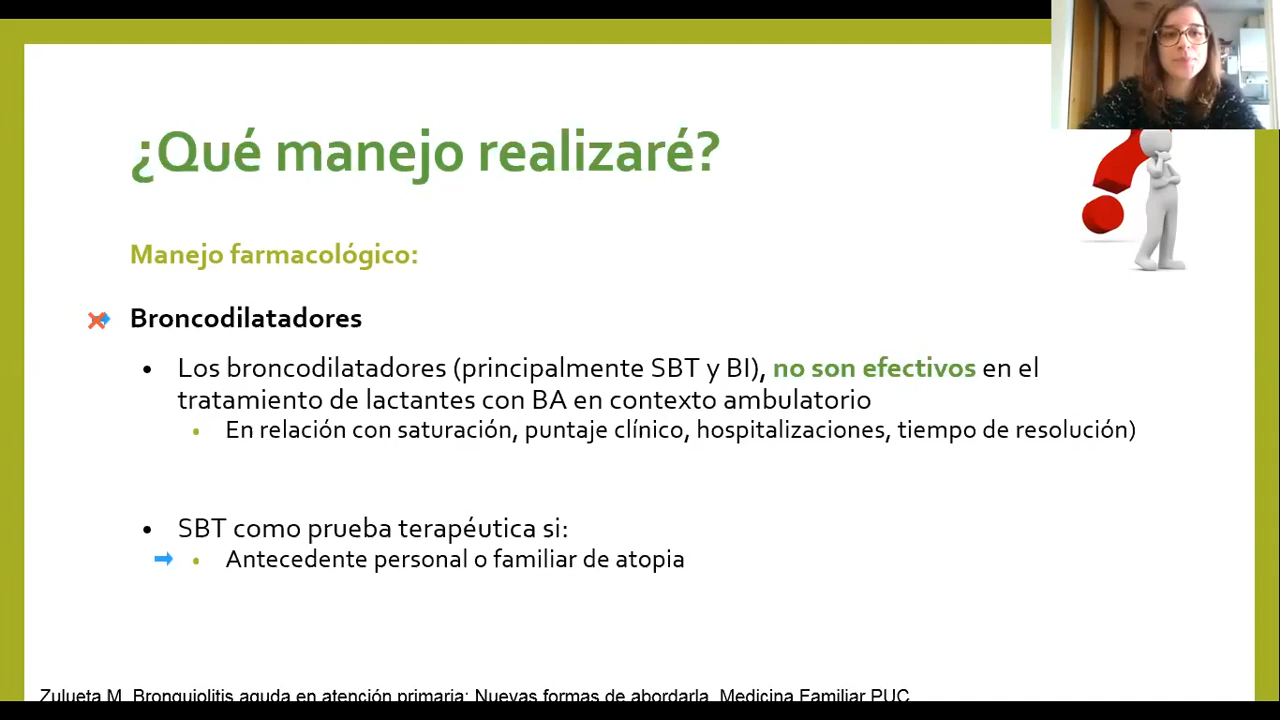 ¿Qué manejo realizaré?
Manejo farmacológico:
Broncodilatadores
• Los broncodilatadores (principalmente SBT y BI), no son efectivos en el
tratamiento de lactantes con BA en contexto ambulatorio
• En relación con saturación, puntaje clínico, hospitalizaciones, tiempo de resolución)
• SBT como prueba terapéutica si:
• Antecedente personal o familiar de atopia
Zulueta M. Bronquiolitis aguda en atención primaria: Nuevas formas de abordarla. Medicina Familiar PUC